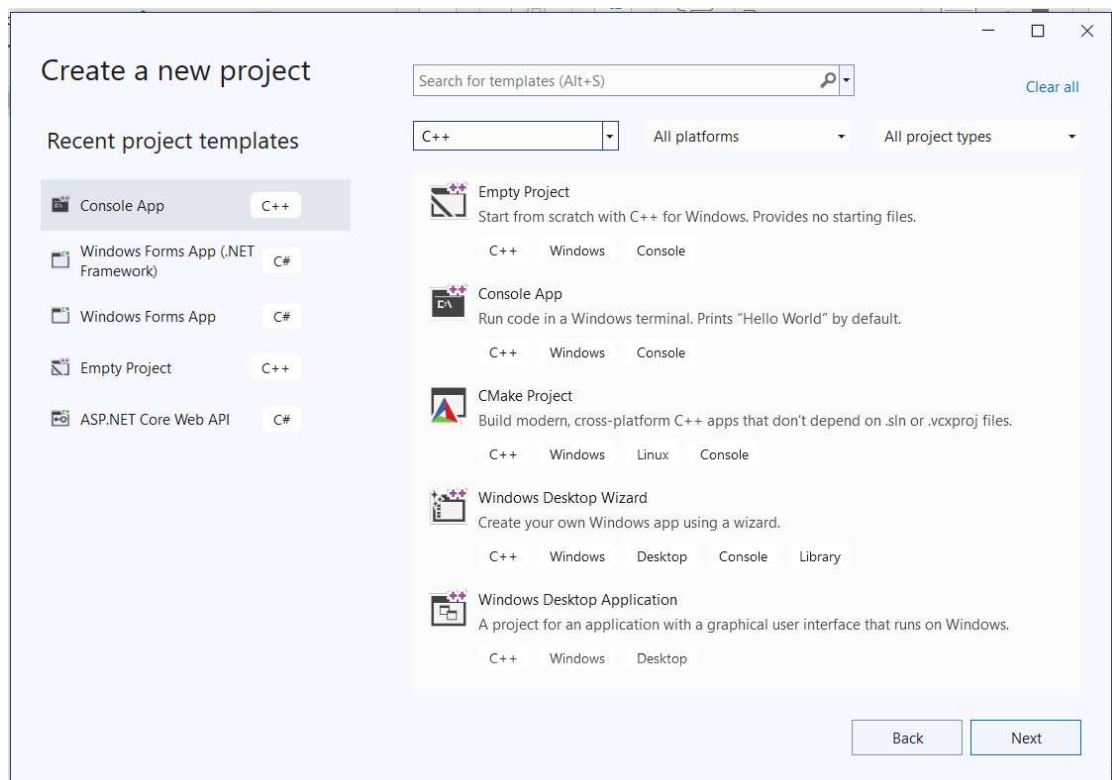 Create a new project
Search for templates (Alt+S)
Clear all
Recent project templates
C++
All platforms
All project types
Console App
C++
Windows Forms App (.NET
Framework)
C#
Windows Forms App
C#
Empty Project
C++
ASP.NET Core Web API
C#
Empty Project
Start from scratch with C++ for Windows. Provides no starting files.
C++ Windows Console
Console App
Run code in a Windows terminal. Prints “Hello World” by default.
C++ Windows Console
CMake Project
Build modern, cross-platform C++ apps that don’t depend on .sln or .vcxproj files.
C++ Windows Linux Console
Windows Desktop Wizard
Create your own Windows app using a wizard.
C++ Windows Desktop Console Library
Windows Desktop Application
A project for an application with a graphical user interface that runs on Windows.
C++ Windows Desktop
Back
Next